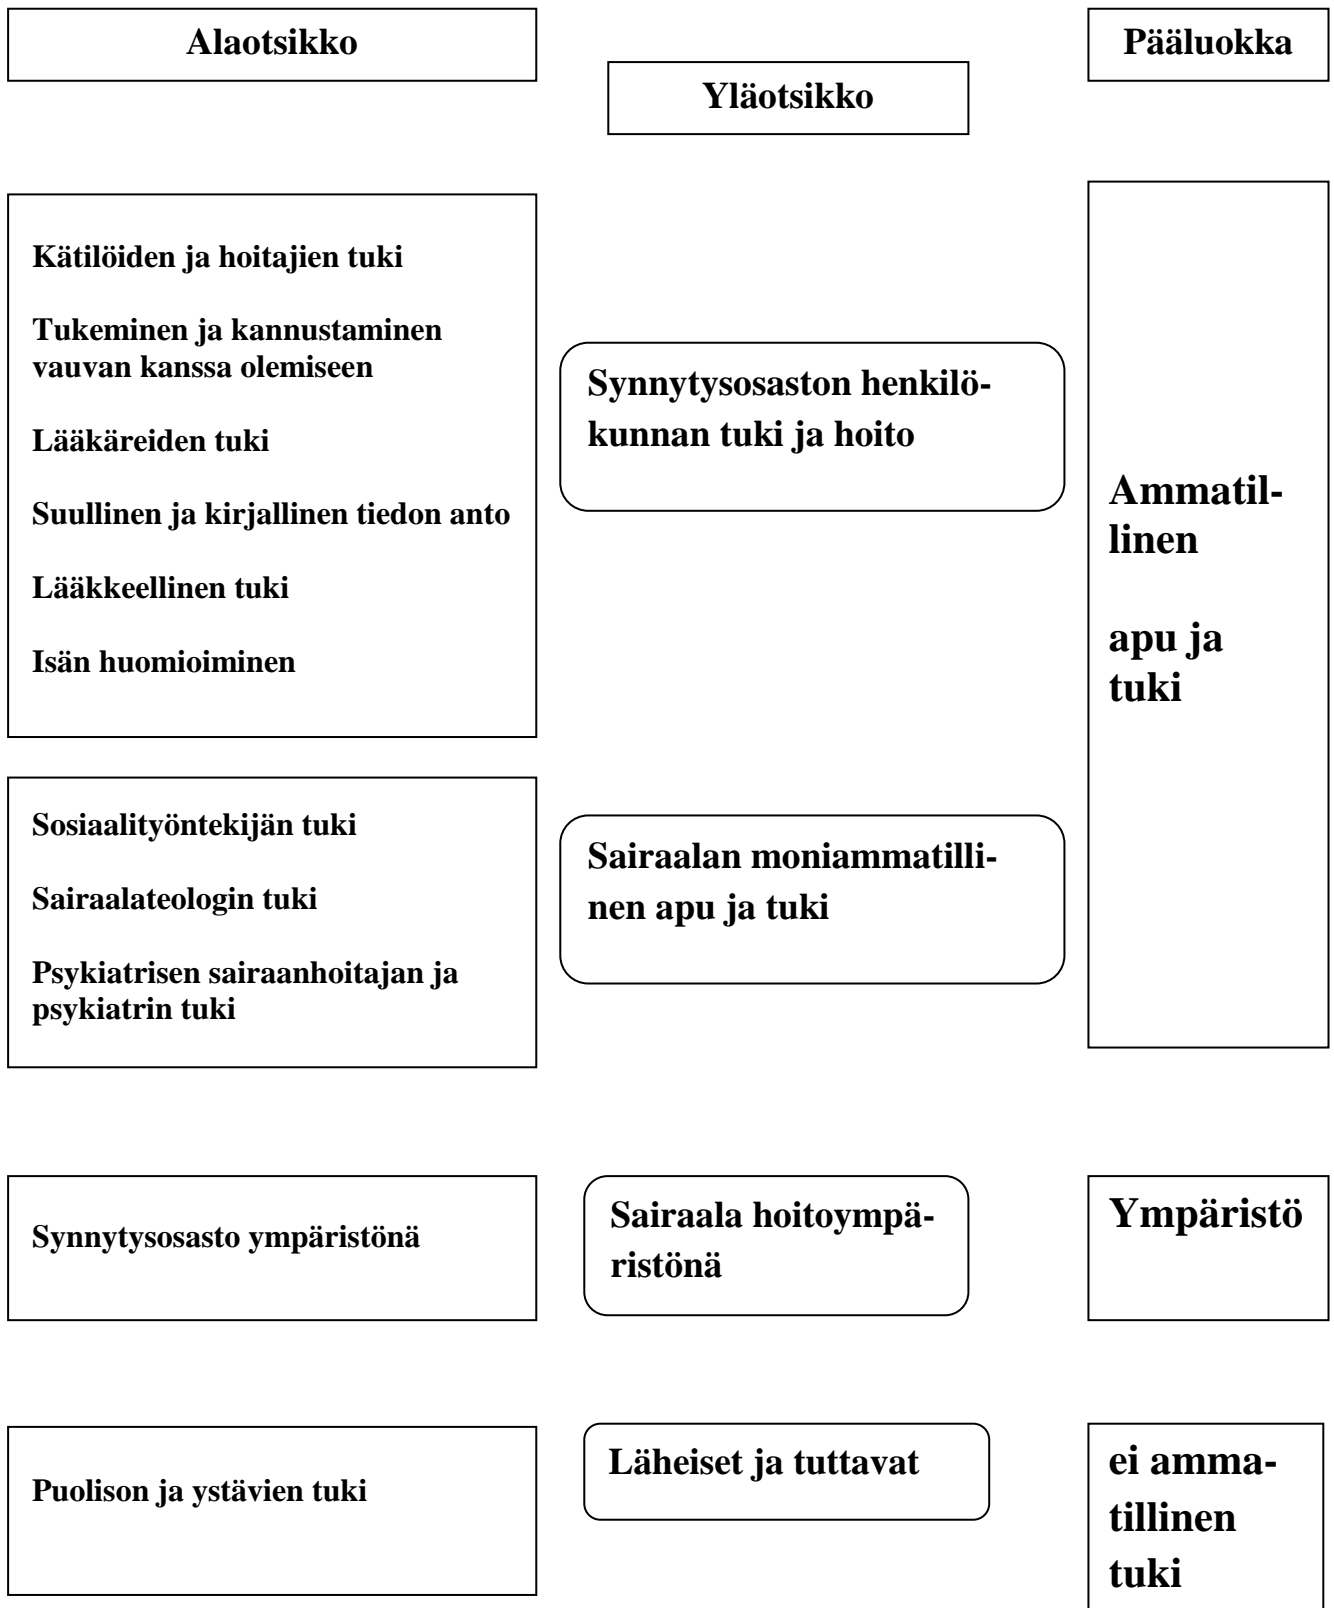 Alaotsikko
Yläotsikko
Pääluokka
Kätilöiden ja hoitajien tuki
Tukeminen ja kannustaminen
vauvan kanssa olemiseen
Lääkäreiden tuki
Suullinen ja kirjallinen tiedon anto
Lääkkeellinen tuki
Isän huomioiminen
Synnytysosaston henkilö-
kunnan tuki ja hoito
Ammatil-
linen
apu ja
tuki
Sosiaalityöntekijän tuki
Sairaalateologin tuki
Psykiatrisen sairaanhoitajan ja
psykiatrin tuki
Sairaalan moniammatilli-
nen apu ja tuki
Synnytysosasto ympäristönä
Sairaala hoitoympä-
ristönä
Ympäristö
Puolison ja ystävien tuki
Läheiset ja tuttavat
ei amma-
tillinen
tuki